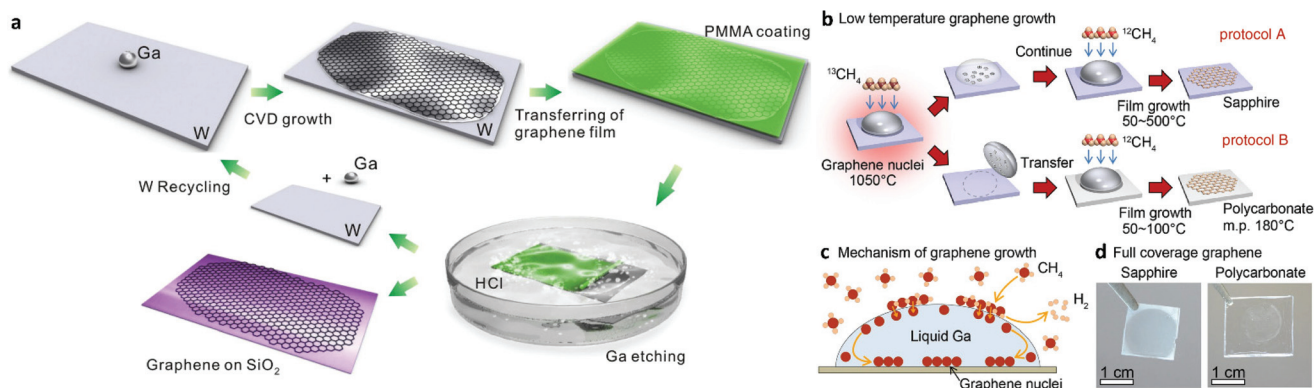 a
Ga
W
CVD growth
W
Transferring of
graphene film
PMMA coating
W Recycling
+ Ga
W
HCl
Ga etching
Graphene on SiO₂
b Low temperature graphene growth
¹³CH₄
Graphene nuclei
1050°C
Continue
¹²CH₄
protocol A
Film growth
50~500°C
Sapphire
Transfer
¹²CH₄
protocol B
Film growth
50~100°C
Polycarbonate
m.p. 180°C
c Mechanism of graphene growth
CH₄
H₂
Liquid Ga
Graphene nuclei
d Full coverage graphene
Sapphire
Polycarbonate
1 cm
1 cm